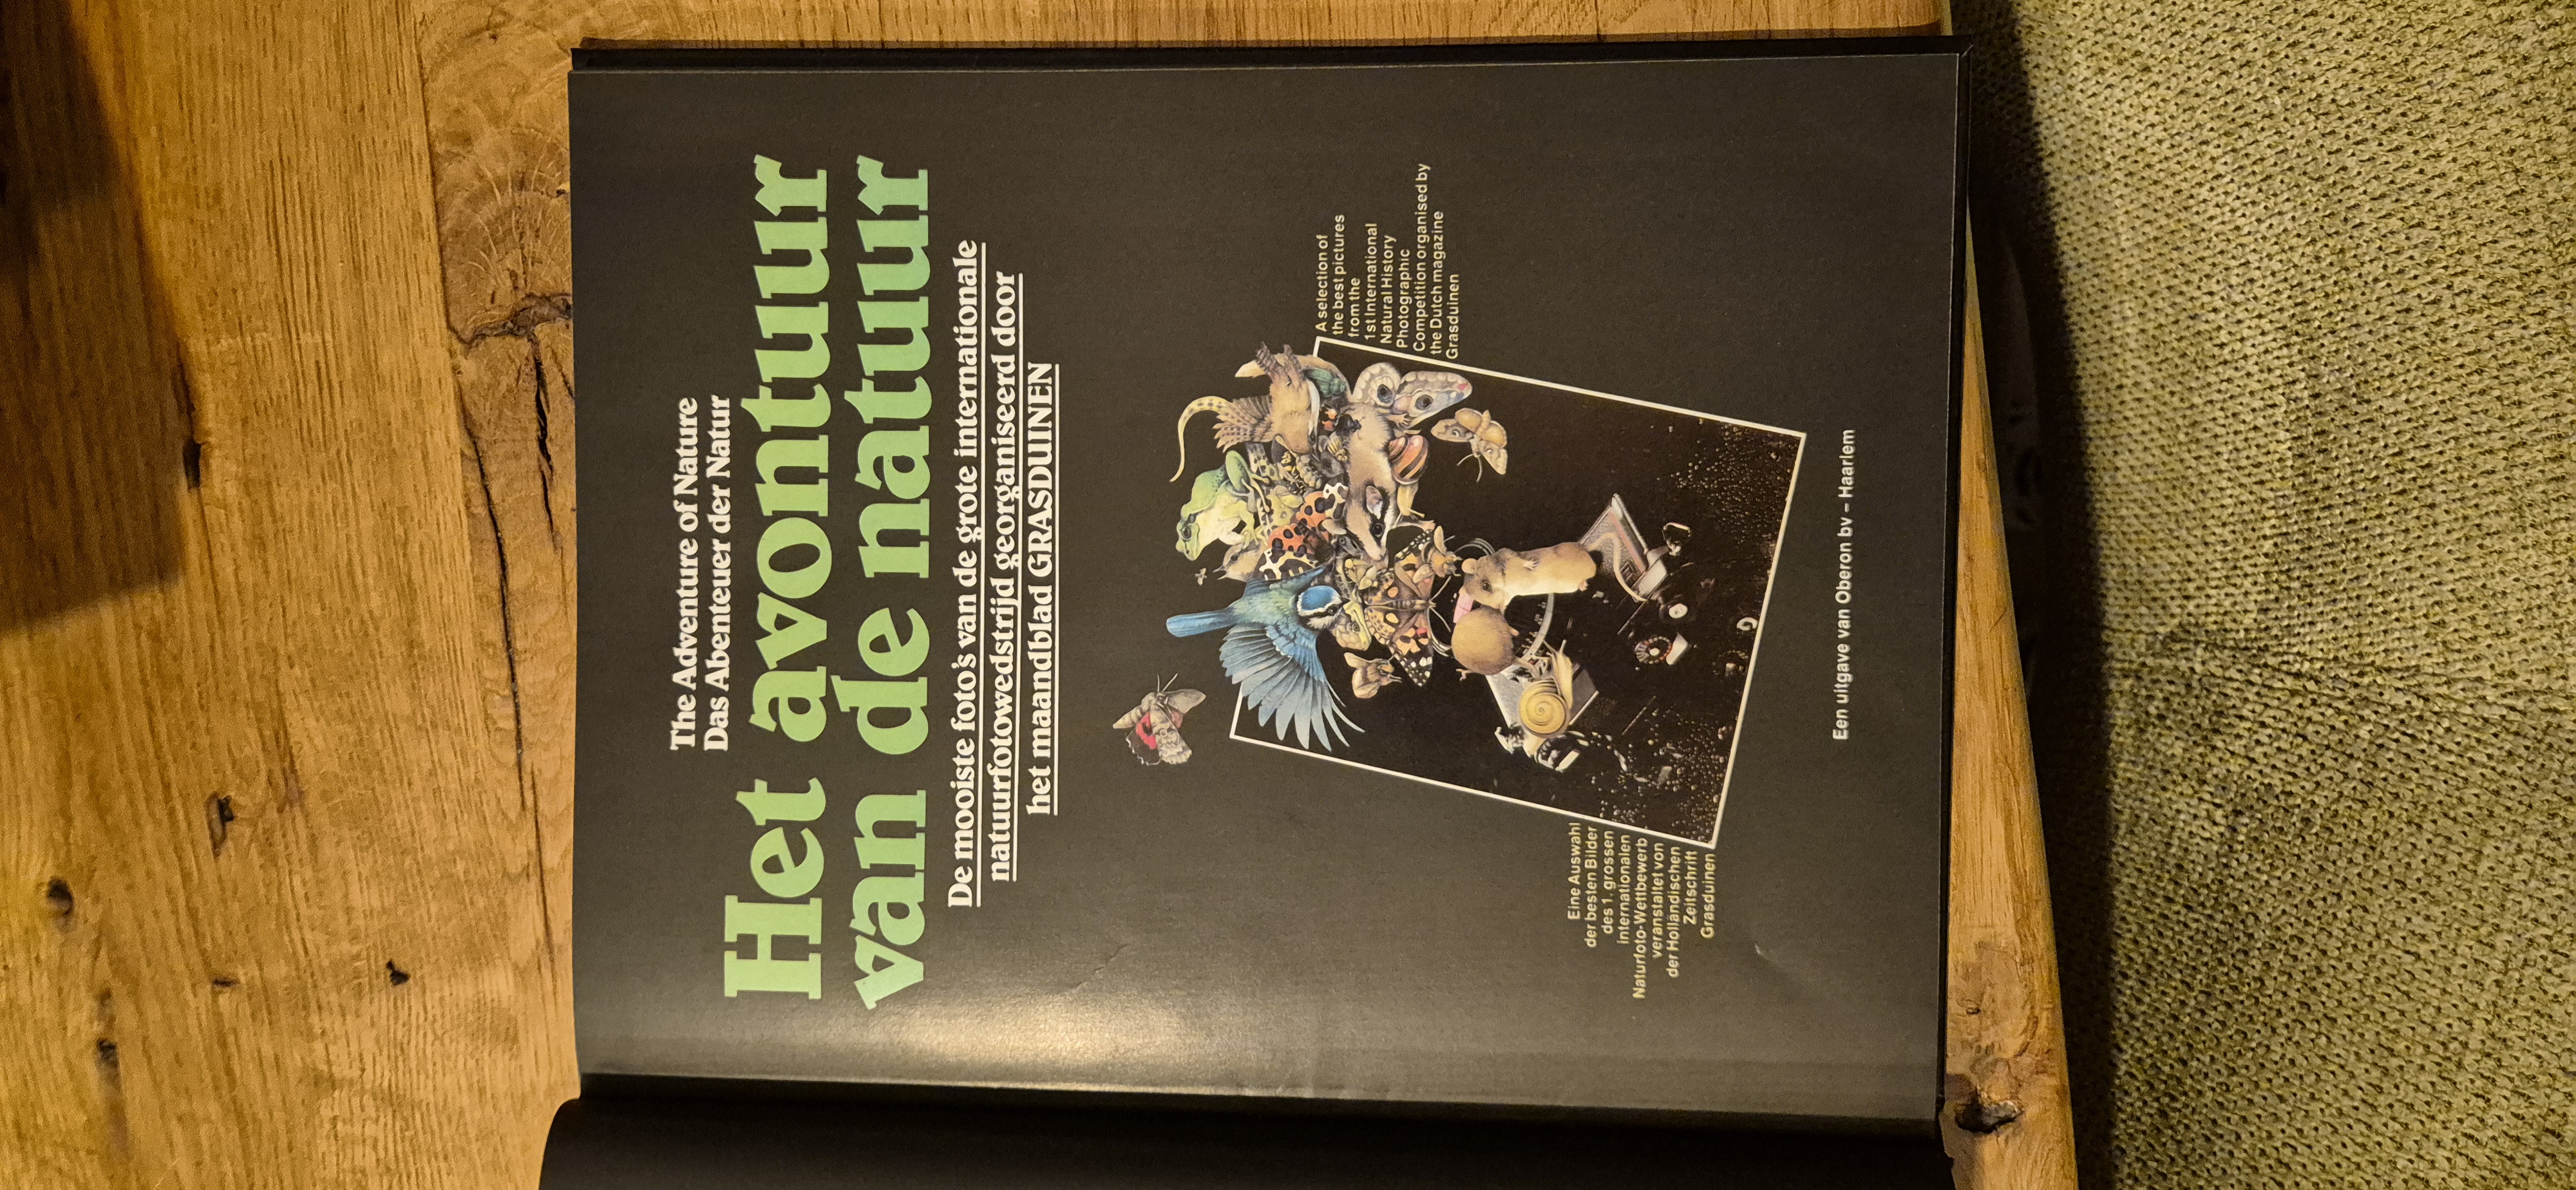 The Adventure of Nature
Das Abenteuer der Natur
Het avontuur
van de natuur
De mooiste foto's van de grote internationale
natuurfotowedstrijd georganiseerd door
het maandblad GRASDUINEN
A selection of
the best pictures
from the
1st International
Natural History
Photographic
Competition organised by
the Dutch magazine
Grasduinen
Eine Auswahl
der besten Bilder
des 1. grossen
internationalen
Naturfoto-Wettbewerb
veranstaltet von
der Holländischen
Zeitschrift
Grasduinen
Een uitgave van Oberon bv – Haarlem